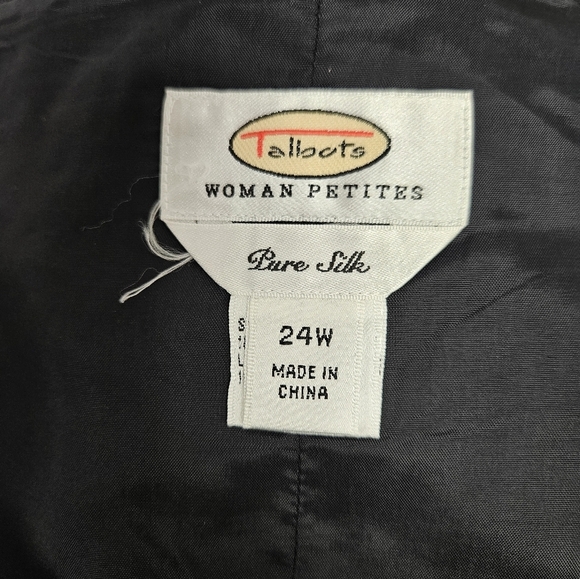 Talbots
WOMAN PETITES
Pure Silk
24W
MADE IN
CHINA